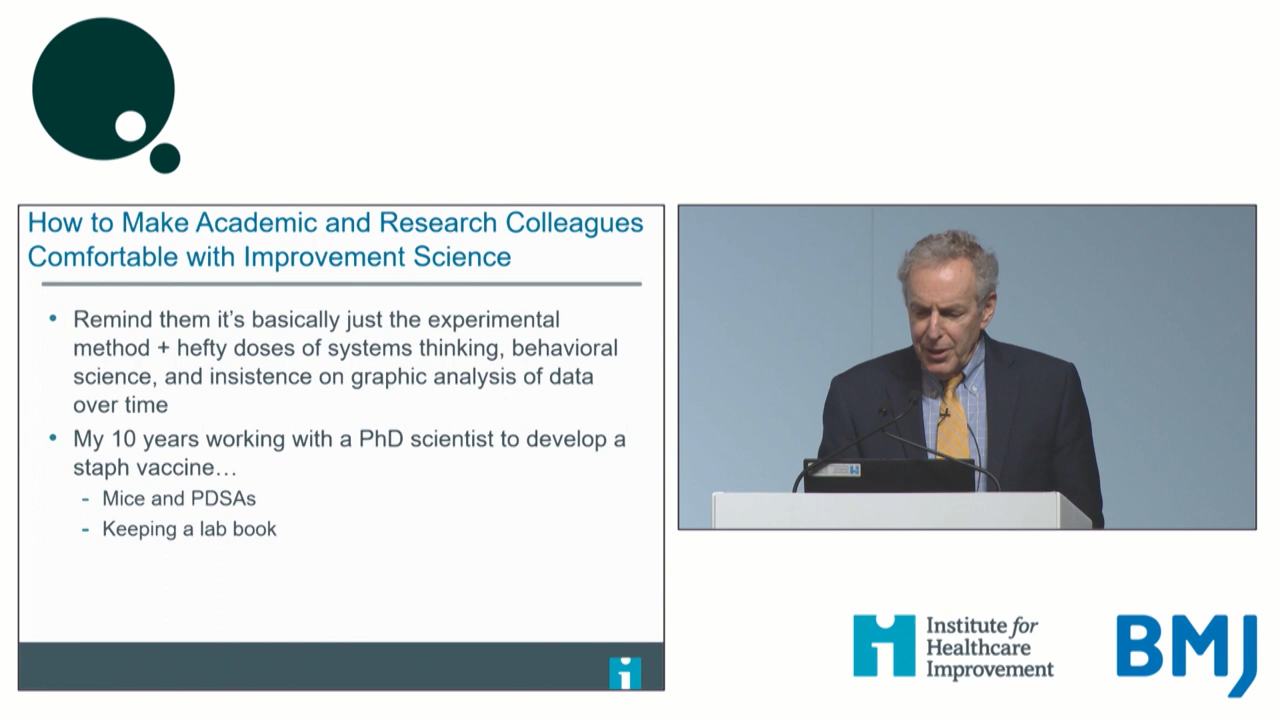 How to Make Academic and Research Colleagues
Comfortable with Improvement Science
• Remind them it's basically just the experimental
method + hefty doses of systems thinking, behavioral
science, and insistence on graphic analysis of data
over time
• My 10 years working with a PhD scientist to develop a
staph vaccine…
- Mice and PDSAs
- Keeping a lab book
Institute for
Healthcare
Improvement
BMJ